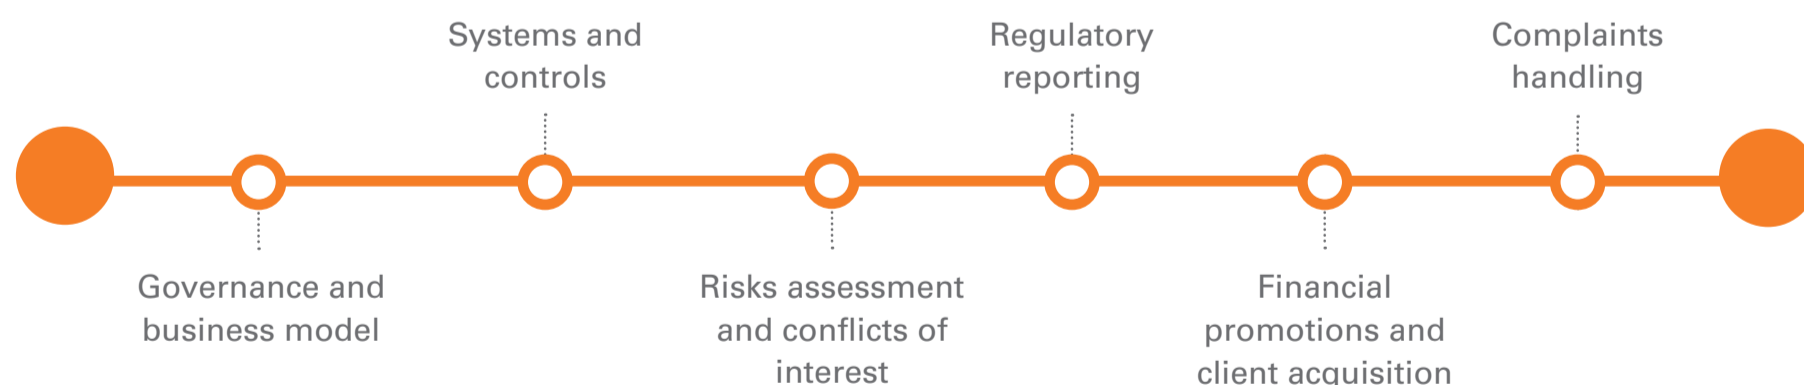 Systems and
controls
Regulatory
reporting
Complaints
handling
Governance and
business model
Risks assessment
and conflicts of
interest
Financial
promotions and
client acquisition